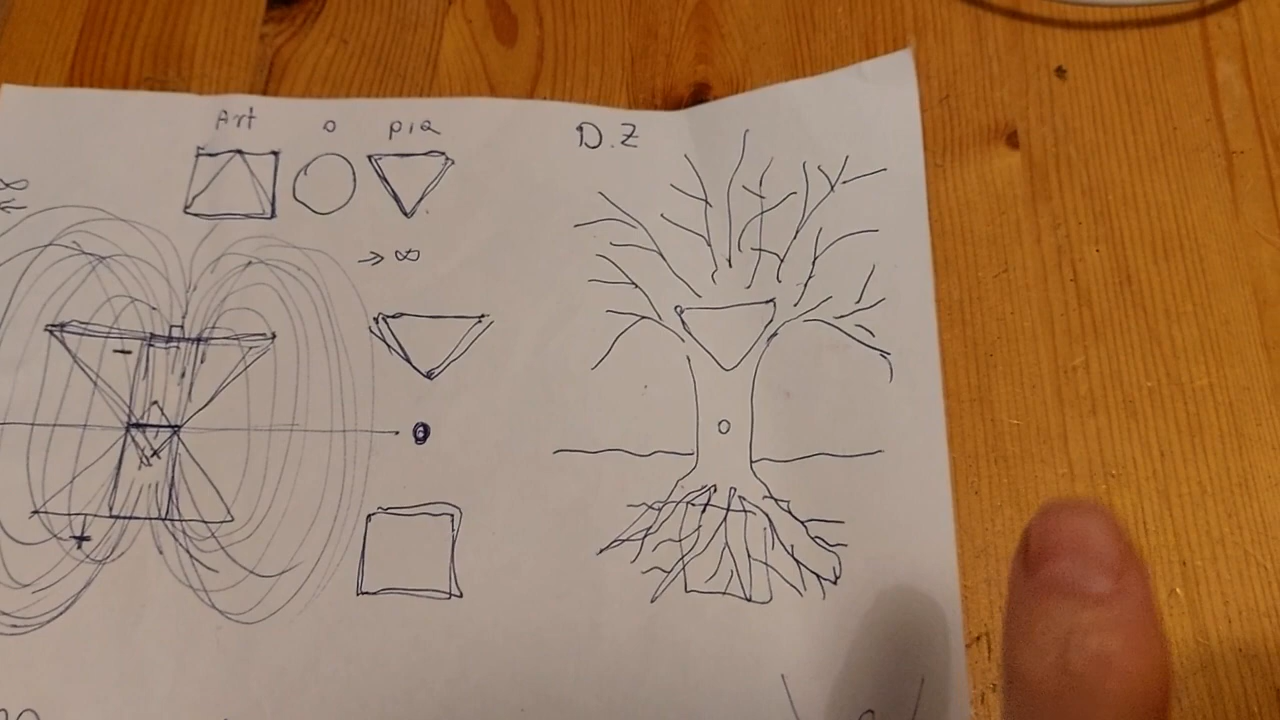 Art o pia
D.Z
∞
→ ∞
-
+